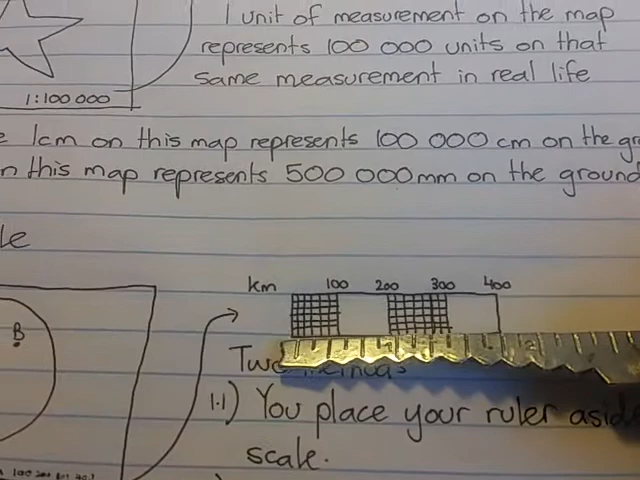 1 unit of measurement on the map
represents 100 000 units on that
same measurement in real life
1:100 000
1cm on this map represents 100 000 cm on the
this map represents 500 000mm on the ground
km 100 200 300 400
B
1.1) You place your ruler
scale.